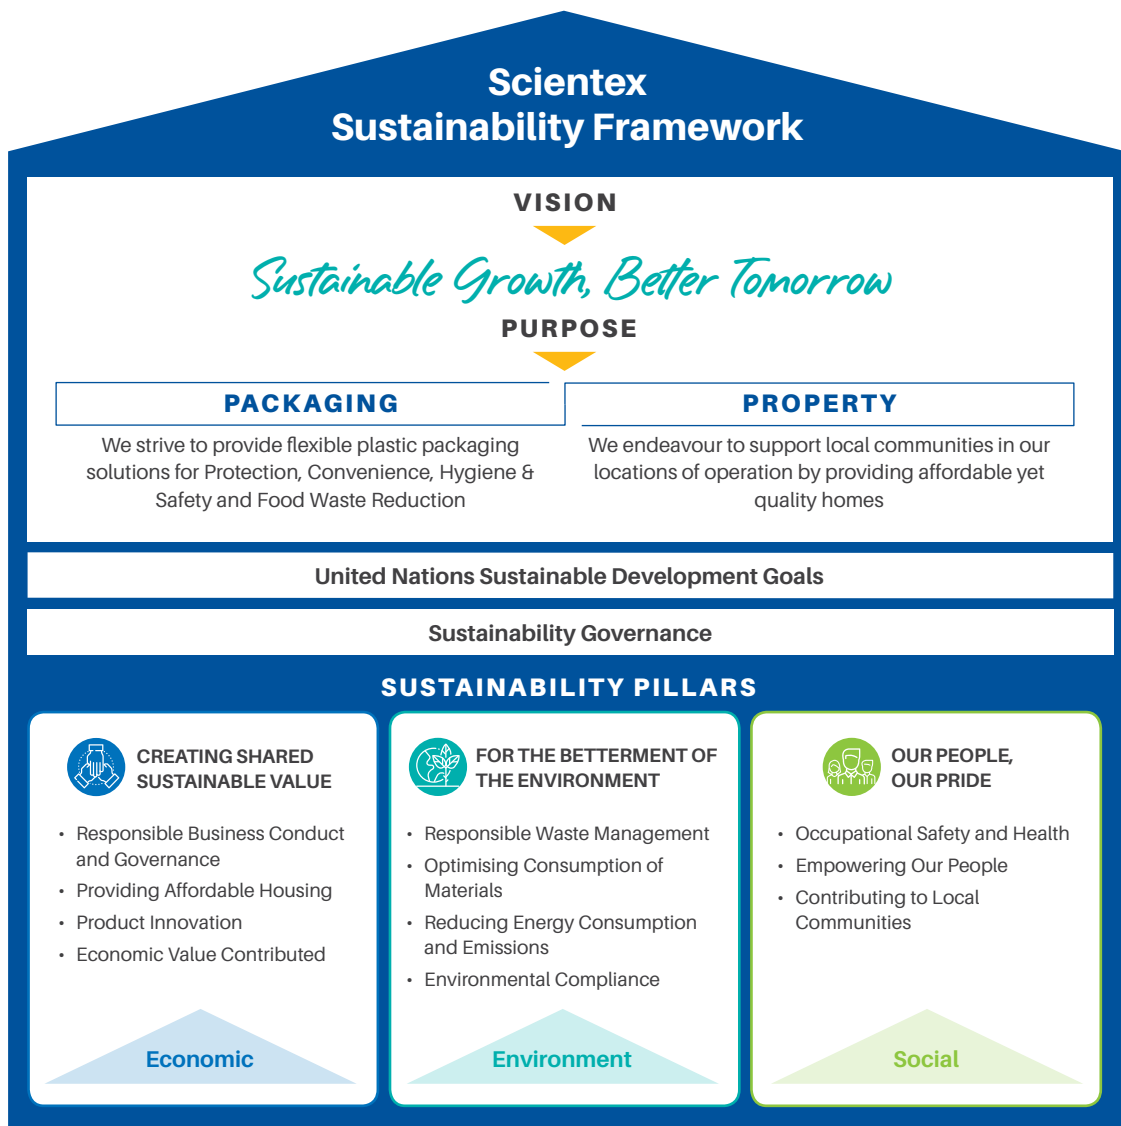 Scientex
Sustainability Framework
VISION
Sustainable Growth, Better Tomorrow
PURPOSE
PACKAGING
We strive to provide flexible plastic packaging
solutions for Protection, Convenience, Hygiene &
Safety and Food Waste Reduction
PROPERTY
We endeavour to support local communities in our
locations of operation by providing affordable yet
quality homes
United Nations Sustainable Development Goals
Sustainability Governance
SUSTAINABILITY PILLARS
CREATING SHARED
SUSTAINABLE VALUE
• Responsible Business Conduct
and Governance
• Providing Affordable Housing
• Product Innovation
• Economic Value Contributed
Economic
FOR THE BETTERMENT OF
THE ENVIRONMENT
• Responsible Waste Management
• Optimising Consumption of
Materials
• Reducing Energy Consumption
and Emissions
• Environmental Compliance
Environment
OUR PEOPLE,
OUR PRIDE
• Occupational Safety and Health
• Empowering Our People
• Contributing to Local
Communities
Social